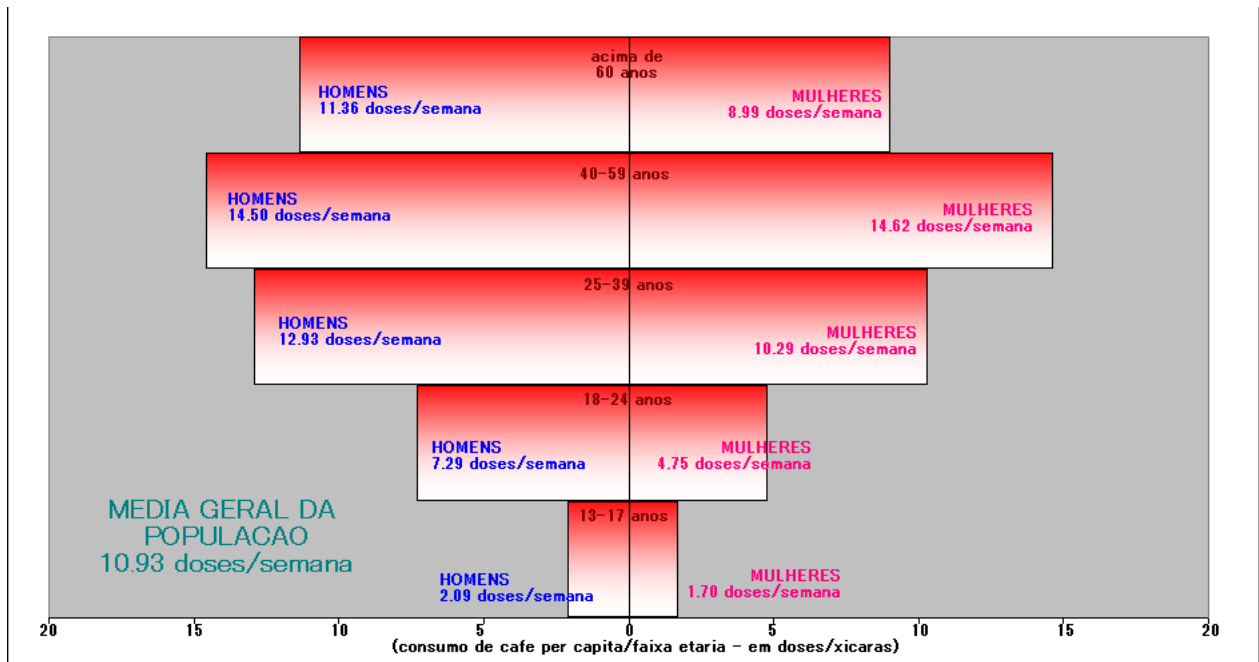 acima de
60 anos
HOMENS
11.36 doses/semana
MULHERES
8.99 doses/semana
40-59 anos
HOMENS
14.50 doses/semana
MULHERES
14.62 doses/semana
25-39 anos
HOMENS
12.93 doses/semana
MULHERES
10.29 doses/semana
18-24 anos
HOMENS
7.29 doses/semana
MULHERES
4.75 doses/semana
MEDIA GERAL DA
POPULACAO
10.93 doses/semana
13-17 anos
HOMENS
2.09 doses/semana
MULHERES
1.70 doses/semana
20 15 10 5 0 5 10 15 20
(consumo de cafe per capita/faixa etaria - em doses/xicaras)